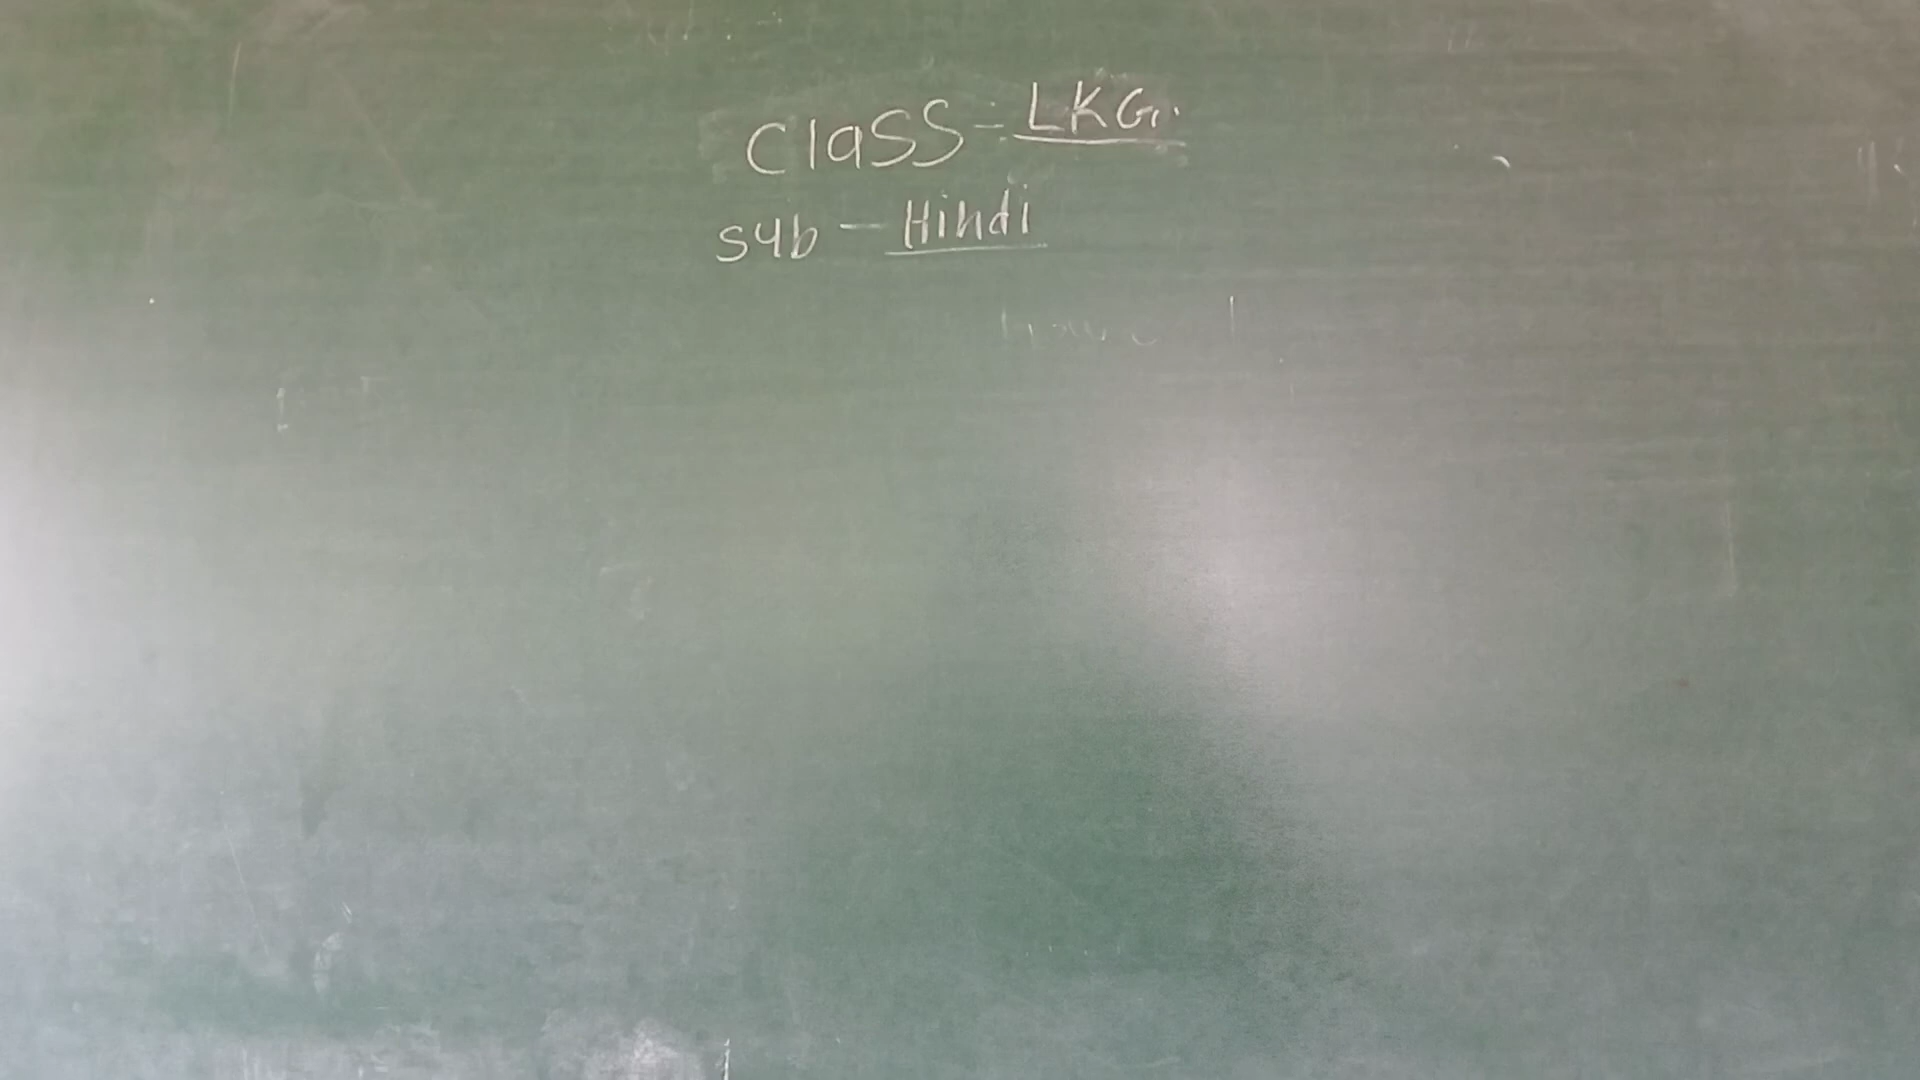 Class = LKG.
Sub - Hindi